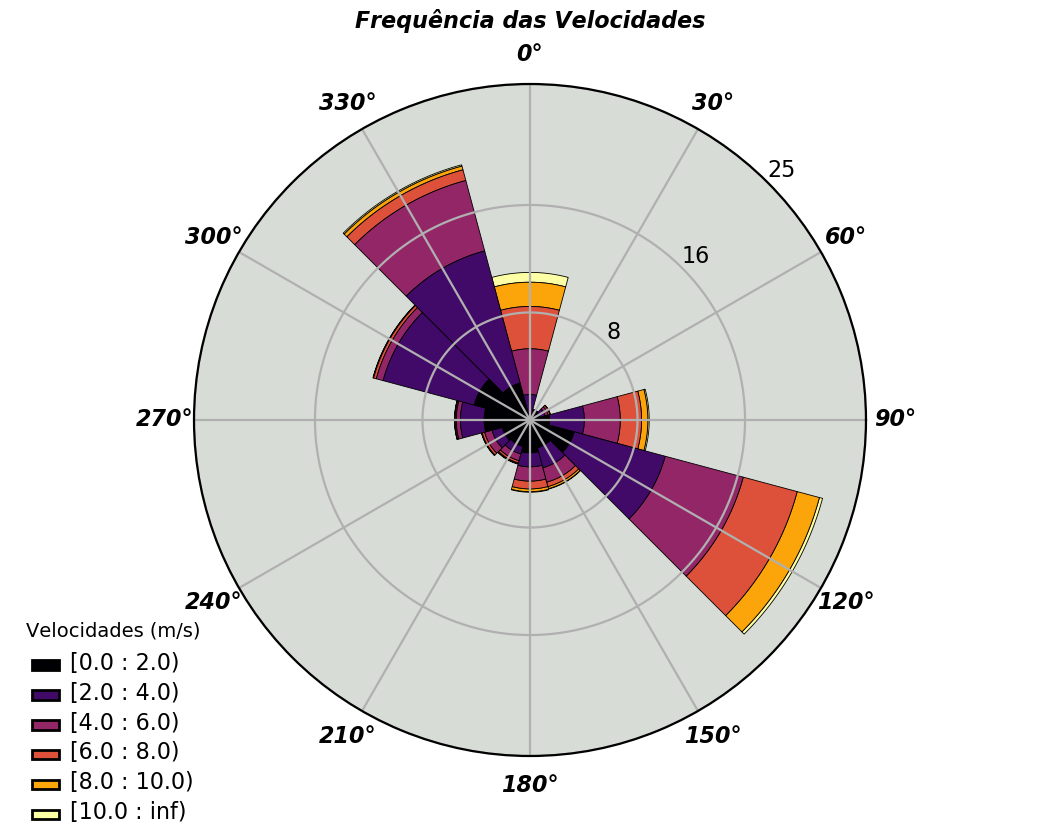 Frequência das Velocidades
0°
330°
30°
25
300°
60°
16
8
270°
90°
240°
120°
210°
150°
180°
Velocidades (m/s)
[0.0 : 2.0)
[2.0 : 4.0)
[4.0 : 6.0)
[6.0 : 8.0)
[8.0 : 10.0)
[10.0 : inf)